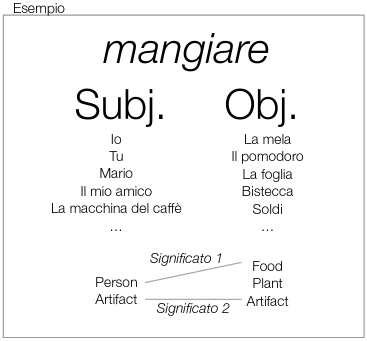 Esempio
mangiare
Subj. Obj.
Io La mela
Tu Il pomodoro
Mario La foglia
Il mio amico Bistecca
La macchina del caffè Soldi
... ...
Significato 1
Person Food
Plant
Artifact Artifact
Significato 2